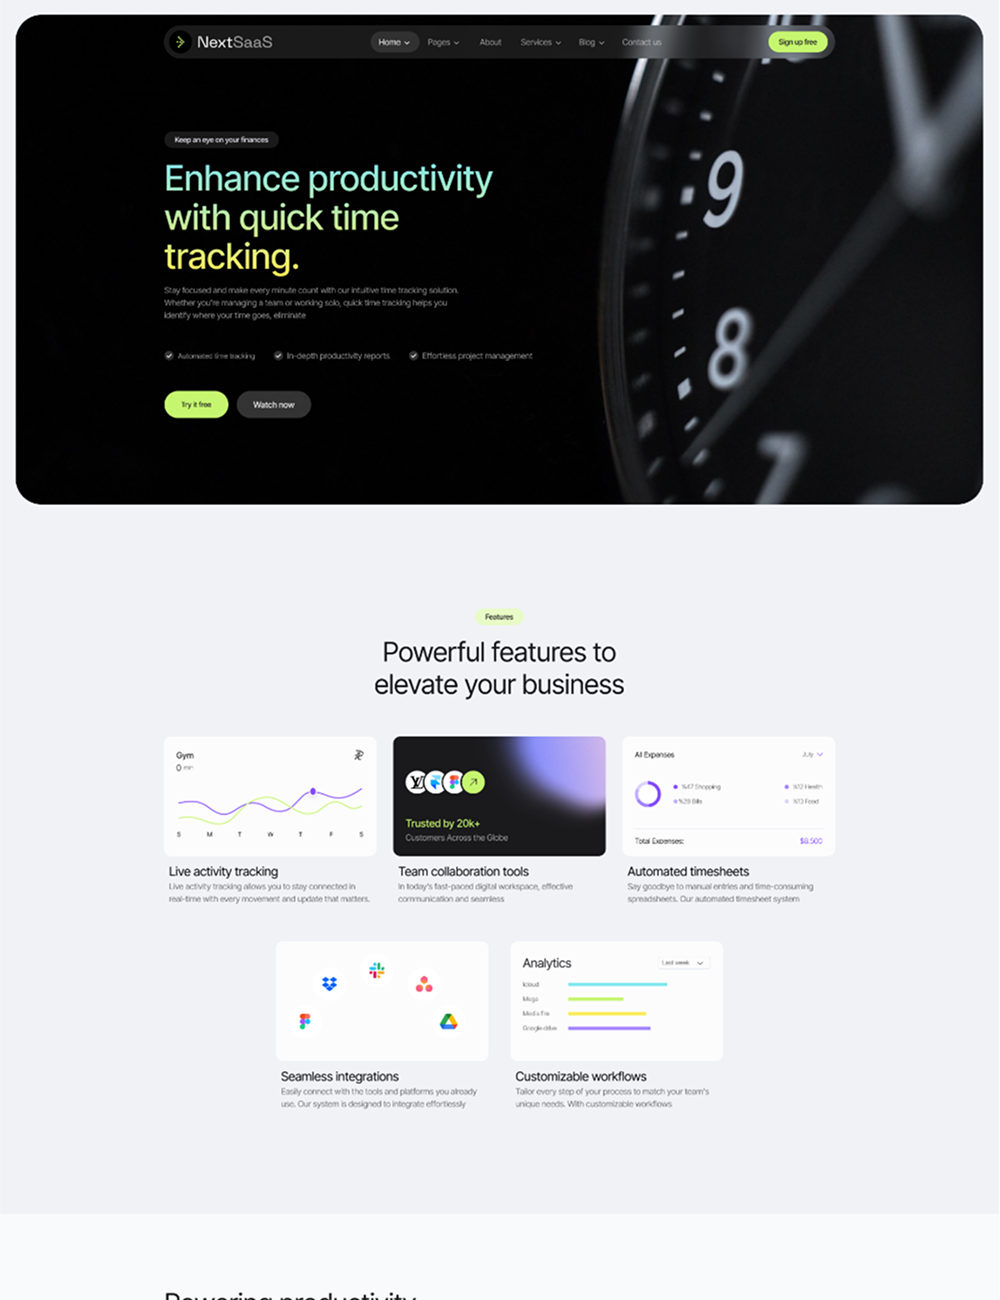 NextSaaS
Home Pages About Services Blog Contact us
Sign up free
Keep an eye on your finances
Enhance productivity
with quick time
tracking.
Stay focused and make every minute count with our intuitive time tracking solution.
Whether you're managing a team or working solo, quick time tracking helps you
identify where your time goes, eliminate
Automated time tracking In-depth productivity reports Effortless project management
Try it free Watch now
9
8
7
Features
Powerful features to
elevate your business
Gym
0 min
S M T W T F S
Live activity tracking
Live activity tracking allows you to stay connected in
real-time with every movement and update that matters.
Trusted by 20k+
Customers Across the Globe
Team collaboration tools
In today's fast-paced digital workspace, effective
communication and seamless
All Expenses July
%47 Shopping %12 Health
%28 Bills %13 Food
Total Expenses: $8.500
Automated timesheets
Say goodbye to manual entries and time-consuming
spreadsheets. Our automated timesheet system
Seamless integrations
Easily connect with the tools and platforms you already
use. Our system is designed to integrate effortlessly
Analytics Last week
Icloud
Mega
Media fire
Google drive
Customizable workflows
Tailor every step of your process to match your team's
unique needs. With customizable workflows
Powering productivity